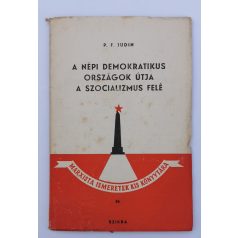 P. F. JUDIN
A NÉPI DEMOKRATIKUS
ORSZÁGOK ÚTJA
A SZOCIALIZMUS FELÉ
MARXISTA ISMERETEK KIS KÖNYVTÁRA
SZIKRA